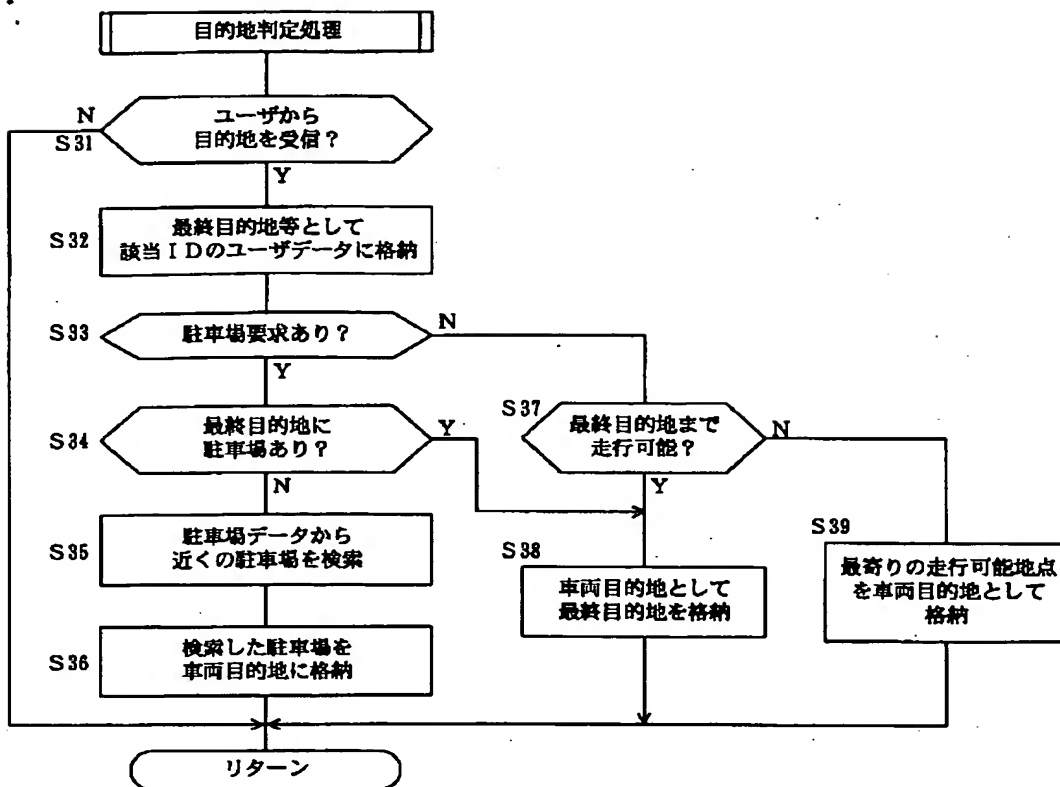 目的地判定処理
N
S31
ユーザから
目的地を受信？
Y
S32
最終目的地等として
該当ＩＤのユーザデータに格納
S33
駐車場要求あり？
N
Y
S34
最終目的地に
駐車場あり？
Y
N
S37
最終目的地まで
走行可能？
N
Y
S35
駐車場データから
近くの駐車場を検索
S38
車両目的地として
最終目的地を格納
S39
最寄りの走行可能地点
を車両目的地として
格納
S36
検索した駐車場を
車両目的地に格納
リターン